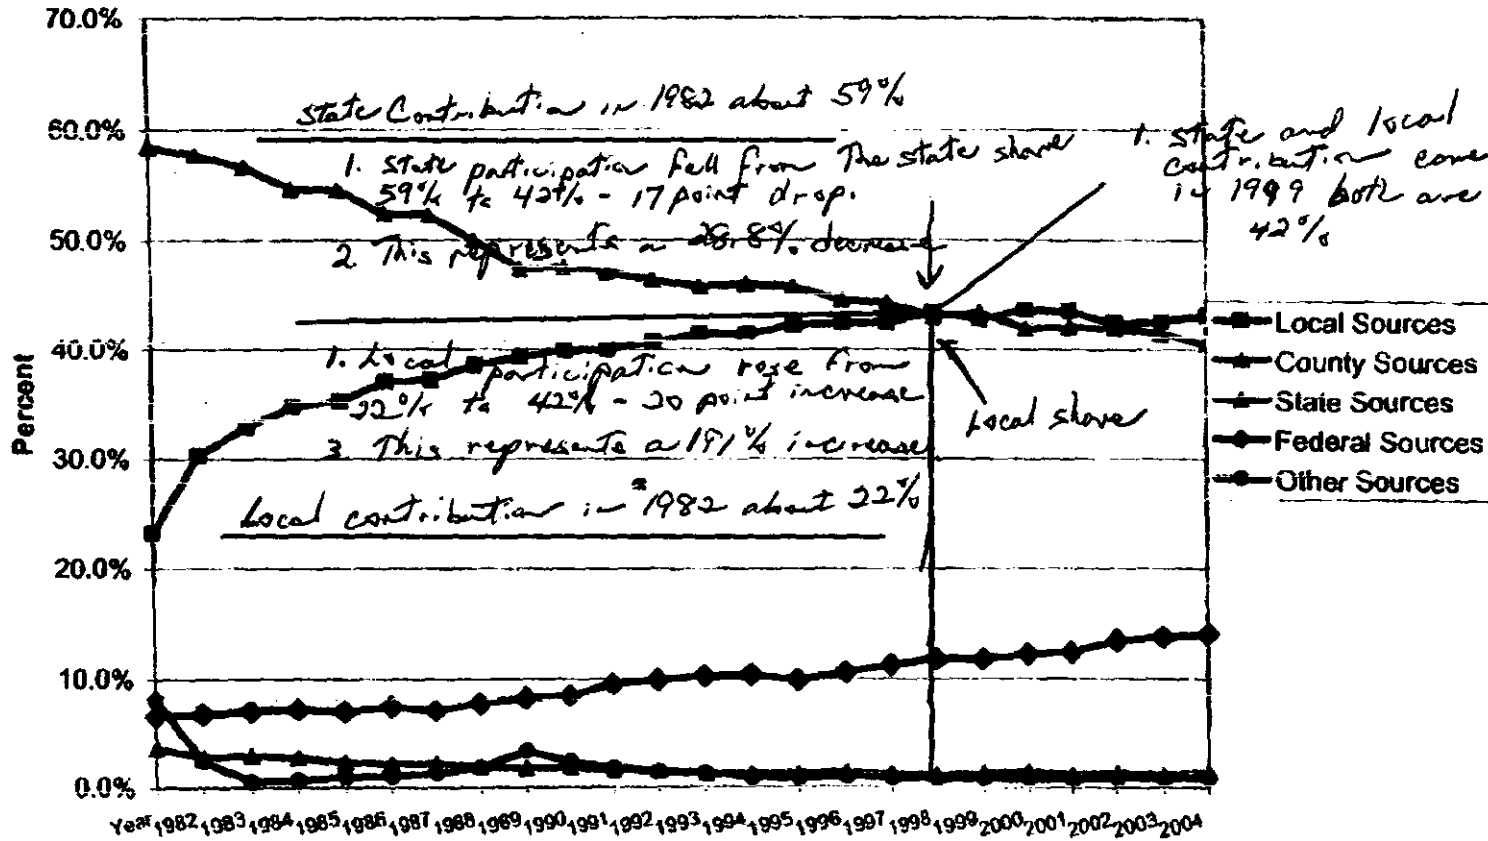 70.0%
60.0%
50.0%
40.0%
30.0%
20.0%
10.0%
0.0%
Percent
State Contribution in 1982 about 59%
1. State participation fell from
59% to 42% - 17 point drop.
2. This represents a 28.8% decrease
The state share
1. State and local
contribution come
in 1999 both are
42%
1. Local participation rose from
22% to 42% - 20 point increase
3. This represents a 191% increase
Local contribution in 1982 about 22%
Local share
Local Sources
County Sources
State Sources
Federal Sources
Other Sources
Year 1982 1983 1984 1985 1986 1987 1988 1989 1990 1991 1992 1993 1994 1995 1996 1997 1998 1999 2000 2001 2002 2003 2004